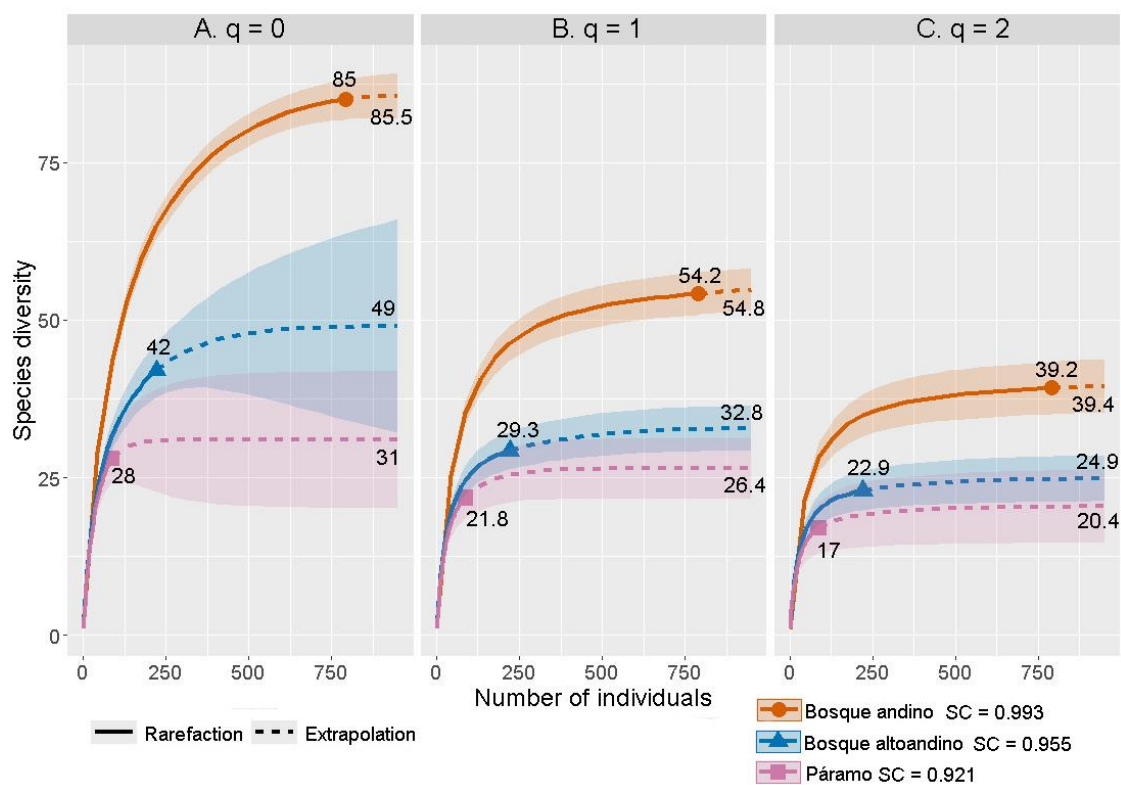 A. q = 0
B. q = 1
C. q = 2
Species diversity
75
50
25
0
85
85.5
42
49
28
31
54.2
54.8
29.3
32.8
21.8
26.4
39.2
39.4
22.9
24.9
17
20.4
0 250 500 750
0 250 500 750
0 250 500 750
Number of individuals
Rarefaction Extrapolation
Bosque andino SC = 0.993
Bosque altoandino SC = 0.955
Páramo SC = 0.921